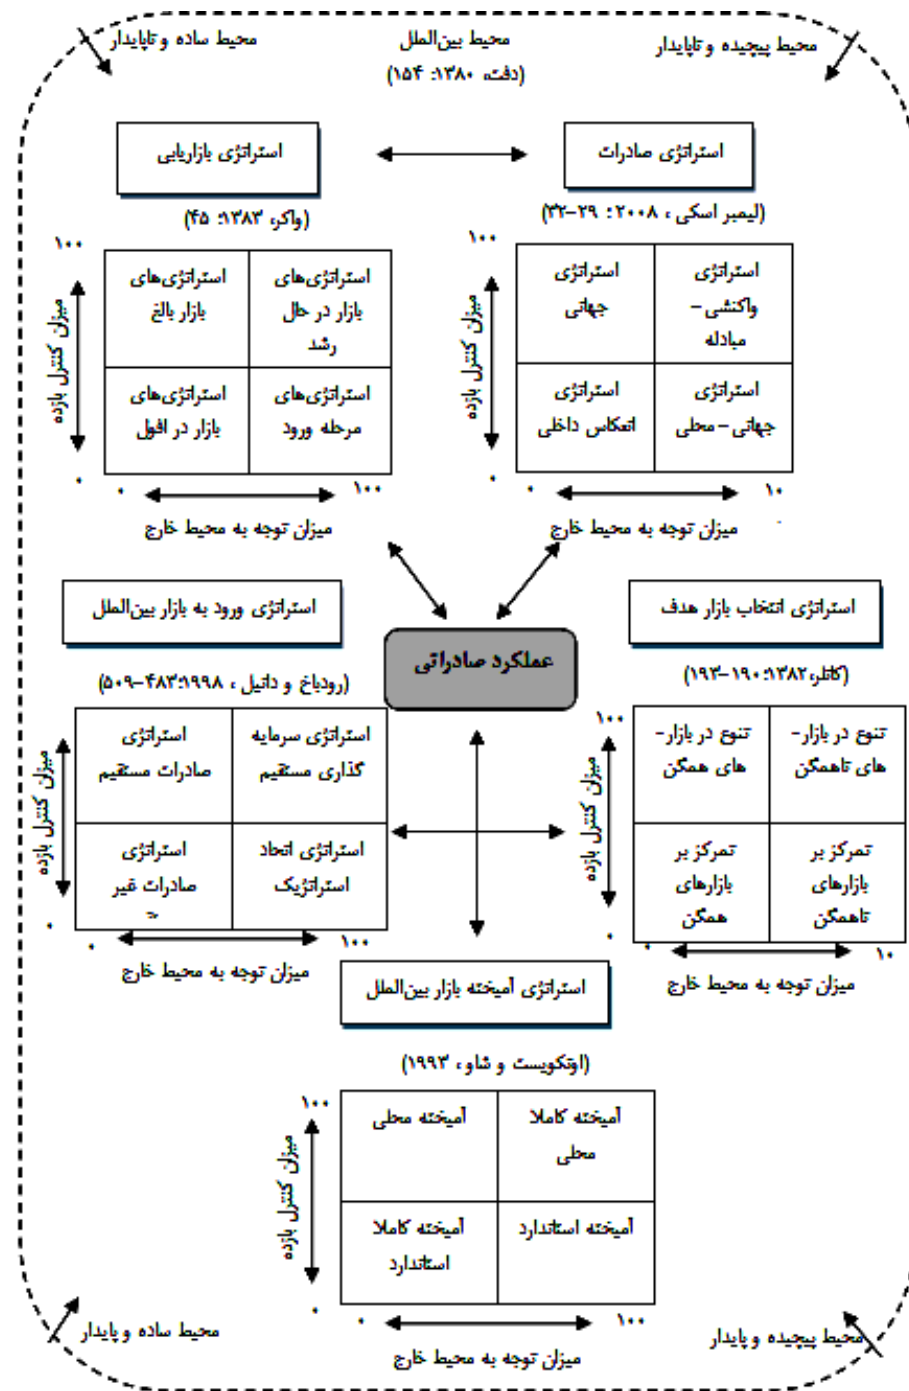 محیط ساده و ناپایدار
محیط بین‌الملل
محیط پیچیده و ناپایدار
(دفت، ۱۳۸۰: ۱۵۴)
استراتژی صادرات
استراتژی بازاریابی
(لیمبر اسکی ، ۲۰۰۸: ۲۹-۳۲)
(واکر، ۱۳۸۳: ۴۵)
۱۰۰
استراتژی
واکنشی –
مبادله
استراتژی
جهانی
استراتژی
جهانی – محلی
استراتژی
انعکاس داخلی
میزان کنترل بازده
۰
۰
۱۰
میزان توجه به محیط خارج
۱۰۰
استراتژی‌های
بازار در حال
رشد
استراتژی‌های
بازار بالغ
استراتژی‌های
مرحله ورود
استراتژی‌های
بازار در افول
میزان کنترل بازده
۰
۰
۱۰۰
میزان توجه به محیط خارج
عملکرد صادراتی
استراتژی انتخاب بازار هدف
(کاتلر،۱۳۸۲: ۱۹۰-۱۹۳)
۱۰۰
تنوع در بازار-
های ناهمگن
تنوع در بازار-
های همگن
تمرکز بر
بازارهای
ناهمگن
تمرکز بر
بازارهای
همگن
میزان کنترل بازده
۰
۰
۱۰
میزان توجه به محیط خارج
استراتژی ورود به بازار بین‌الملل
(رودباخ و دانیل ، ۱۹۹۸: ۴۸۳-۵۰۹)
۱۰۰
استراتژی سرمایه
گذاری مستقیم
استراتژی
صادرات مستقیم
استراتژی اتحاد
استراتژیک
استراتژی
صادرات غیر
میزان کنترل بازده
۰
۰
۱۰۰
میزان توجه به محیط خارج
استراتژی آمیخته بازار بین‌الملل
(اونکویست و شاو ، ۱۹۹۳)
۱۰۰
آمیخته کاملا
محلی
آمیخته محلی
آمیخته استاندارد
آمیخته کاملا
استاندارد
میزان کنترل بازده
۰
۰
۱۰۰
میزان توجه به محیط خارج
محیط پیچیده و پایدار
محیط ساده و پایدار